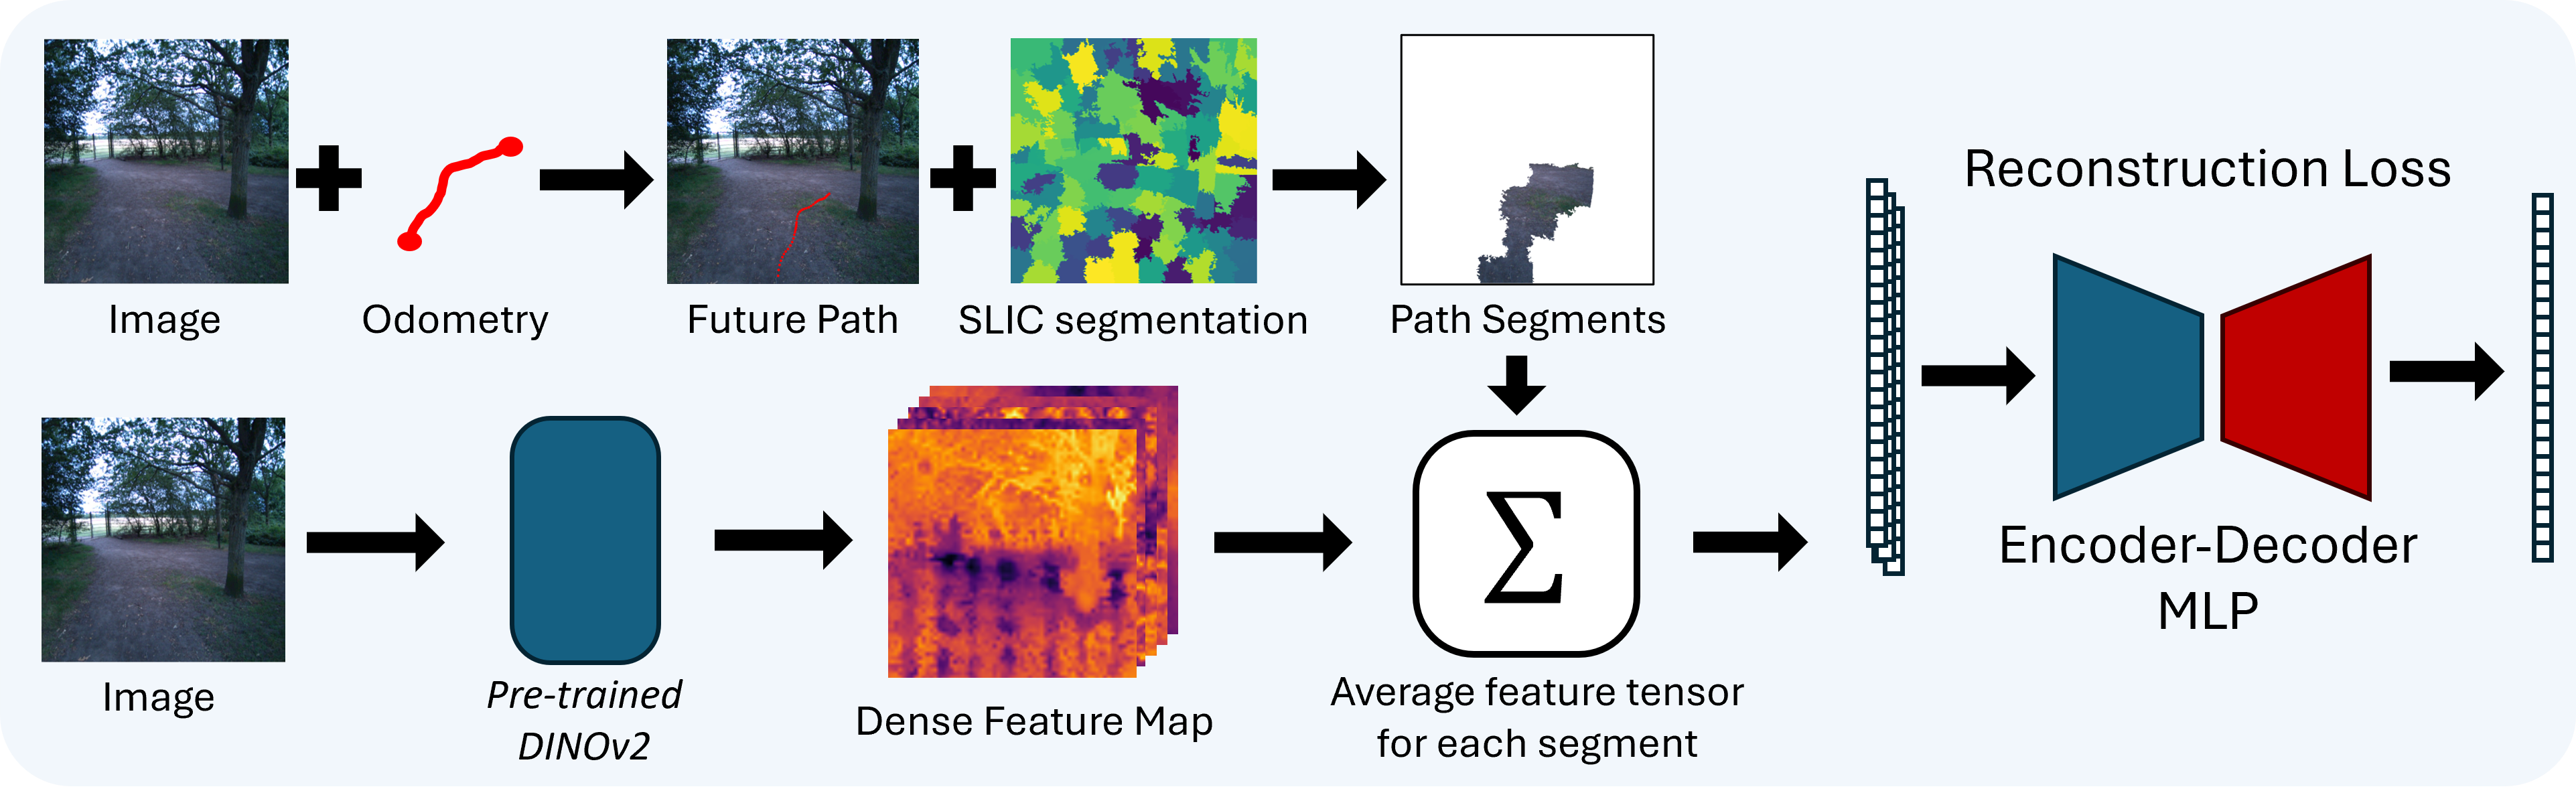 Image
Odometry
Future Path
SLIC segmentation
Path Segments
Image
Pre-trained
DINOv2
Dense Feature Map
Σ
Average feature tensor
for each segment
Reconstruction Loss
Encoder-Decoder
MLP